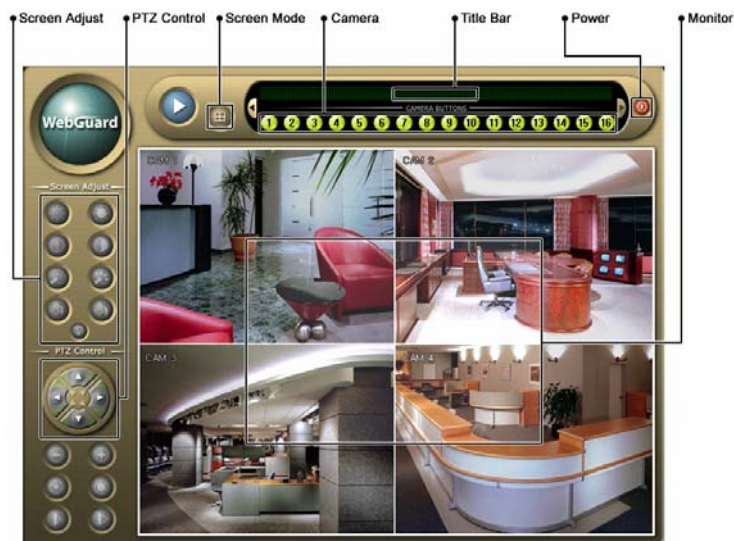 Screen Adjust
PTZ Control
Screen Mode
Camera
Title Bar
Power
Monitor
WebGuard
CAMERA BUTTONS
1 2 3 4 5 6 7 8 9 10 11 12 13 14 15 16
CAM 1
CAM 2
Screen Adjust
PTZ Control
CAM 3
CAM 4